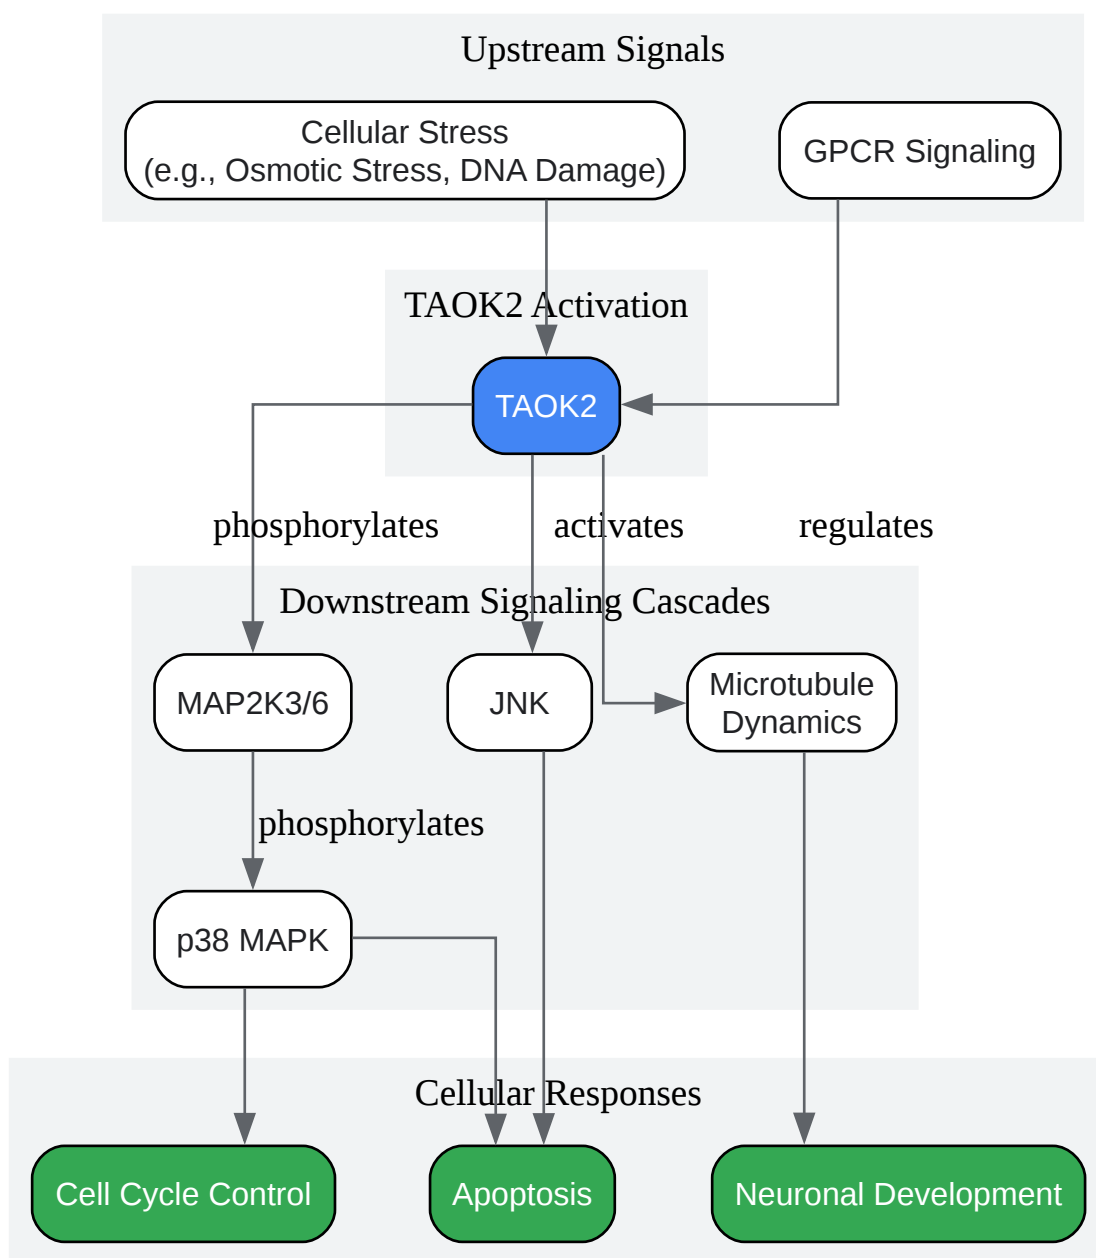 Upstream Signals
Cellular Stress
(e.g., Osmotic Stress, DNA Damage)
GPCR Signaling
TAOK2 Activation
TAOK2
phosphorylates
activates
regulates
Downstream Signaling Cascades
MAP2K3/6
JNK
Microtubule
Dynamics
phosphorylates
p38 MAPK
Cellular Responses
Cell Cycle Control
Apoptosis
Neuronal Development